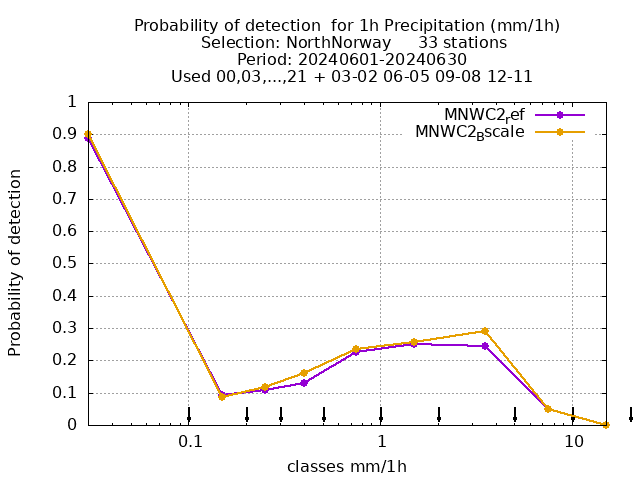 Probability of detection  for 1h Precipitation (mm/1h)
Selection: NorthNorway     33 stations
Period: 20240601-20240630
Used 00,03,...,21 + 03-02 06-05 09-08 12-11
MNWC2ref
MNWC2Bscale
Probability of detection
1
0.9
0.8
0.7
0.6
0.5
0.4
0.3
0.2
0.1
0
0.1
1
10
classes mm/1h